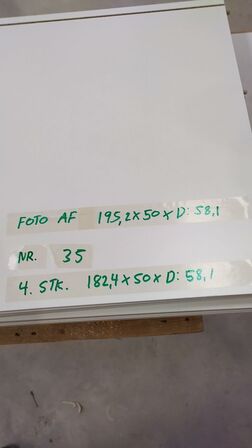 FOTO AF 195,2x50xD: 58,1
NR. 35
4. STK. 182,4x50xD: 58,1